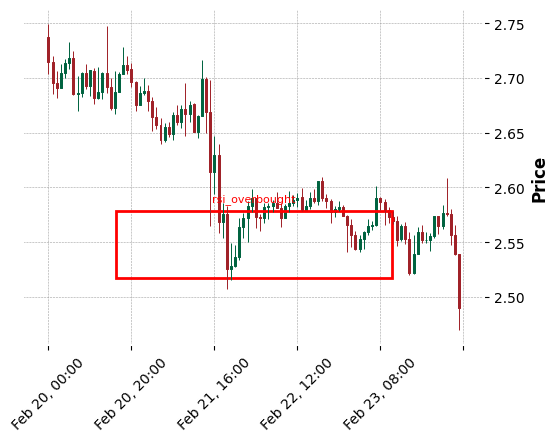 2.75
2.70
2.65
2.60
2.55
2.50
Price
rsi_overbought
Feb 20, 00:00
Feb 20, 20:00
Feb 21, 16:00
Feb 22, 12:00
Feb 23, 08:00